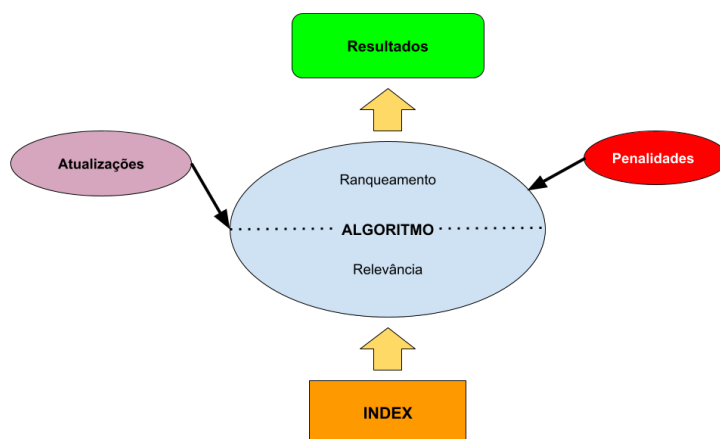 Resultados
Atualizações
Penalidades
Ranqueamento
ALGORITMO
Relevância
INDEX